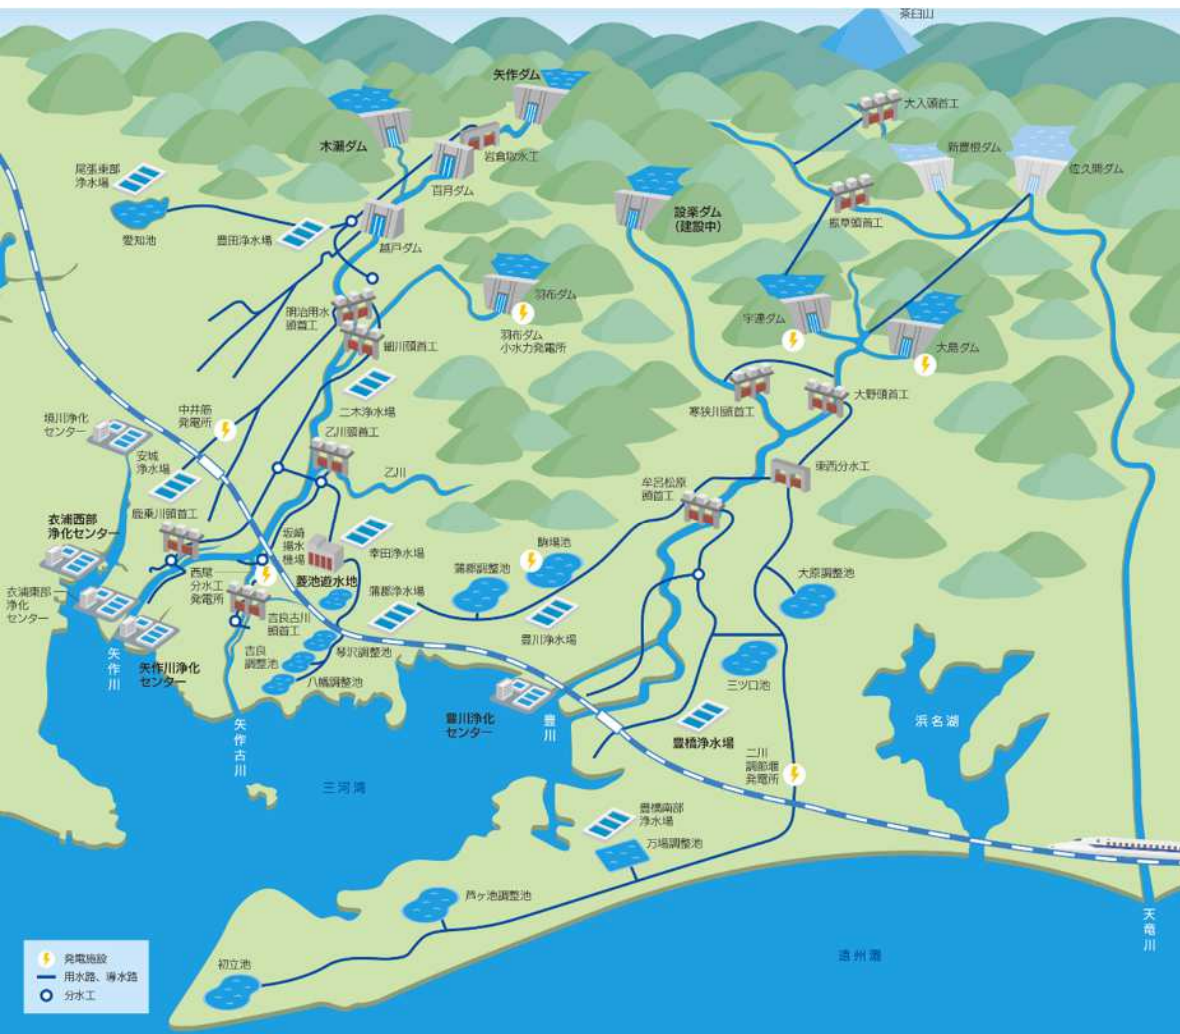 茶臼山
矢作ダム
大入頭首工
木瀬ダム
岩倉取水工
新豊根ダム
佐久間ダム
尾張東部
浄水場
百月ダム
設楽ダム
(建設中)
振草頭首工
愛知池
豊田浄水場
越戸ダム
羽布ダム
明治用水
頭首工
宇連ダム
羽布ダム
小水力発電所
細川頭首工
大島ダム
二木浄水場
寒狭川頭首工
大野頭首工
境川浄化
センター
中井筋
発電所
乙川頭首工
安城
浄水場
乙川
東西分水工
牟呂松原
頭首工
鹿乗川頭首工
衣浦西部
浄化センター
坂崎
揚水
機場
幸田浄水場
駒場池
西尾
分水工
発電所
菱池遊水地
蒲郡調整池
大原調整池
衣浦東部
浄化
センター
蒲郡浄水場
吉良古川
頭首工
豊川浄水場
吉良
調整池
琴沢調整池
矢作川
矢作川浄化
センター
八幡調整池
三ツ口池
豊川浄化
センター
豊川
浜名湖
矢作古川
豊橋浄水場
二川
調節堰
発電所
三河湾
豊橋南部
浄水場
万場調整池
芦ヶ池調整池
天竜川
遠州灘
初立池
発電施設
用水路、導水路
分水工